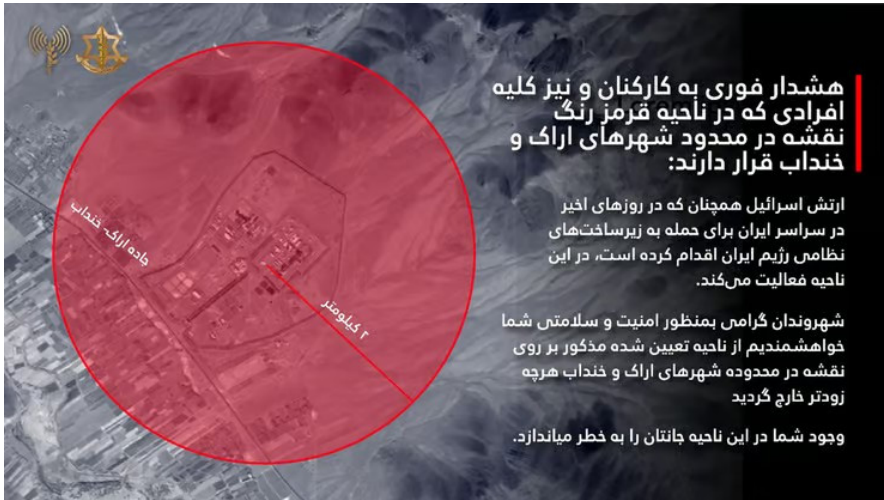 هشدار فوری به کارکنان و نیز کلیه
افرادی که در ناحیه قرمز رنگ
نقشه در محدود شهرهای اراک و
خنداب قرار دارند:
ارتش اسرائیل همچنان که در روزهای اخیر
در سراسر ایران برای حمله به زیرساخت‌های
نظامی رژیم ایران اقدام کرده است، در این
ناحیه فعالیت می‌کند.
شهروندان گرامی بمنظور امنیت و سلامتی شما
خواهشمندیم از ناحیه تعیین شده مذکور بر روی
نقشه در محدوده شهرهای اراک و خنداب هرچه
زودتر خارج گردید
وجود شما در این ناحیه جانتان را به خطر میاندازد.
جاده اراک- خنداب
۲ کیلومتر